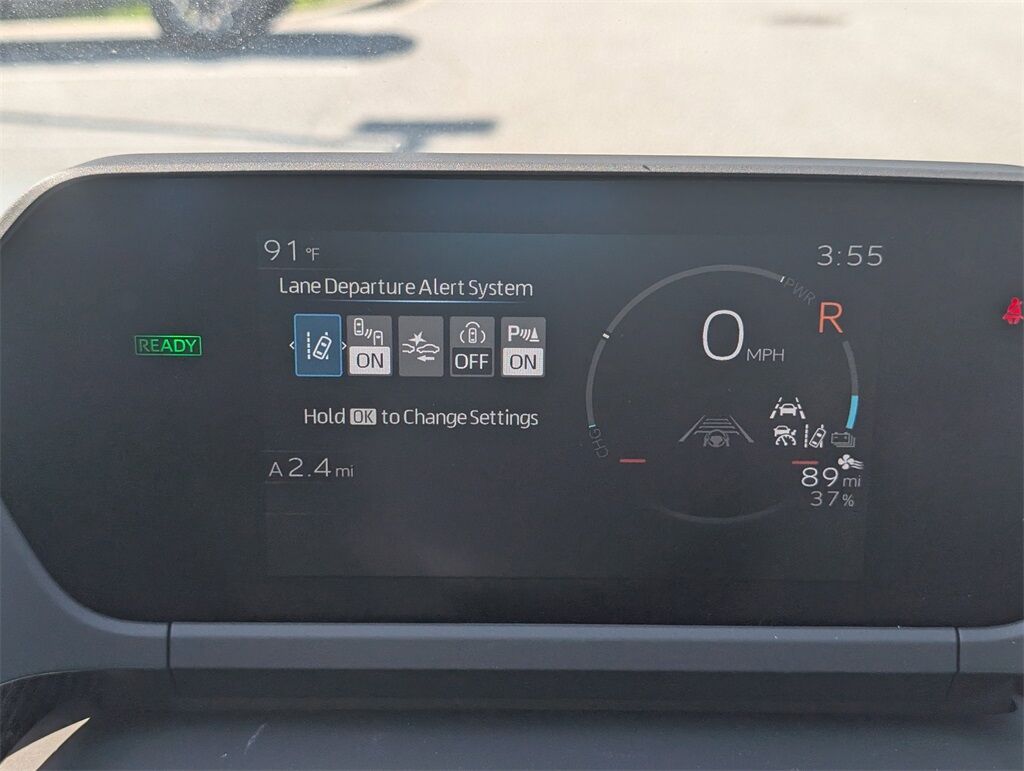 91 °F
3:55
Lane Departure Alert System
PWR
R
READY
ON
OFF
P
ON
0 MPH
Hold OK to Change Settings
CHG
A 2.4 mi
89 mi
37%